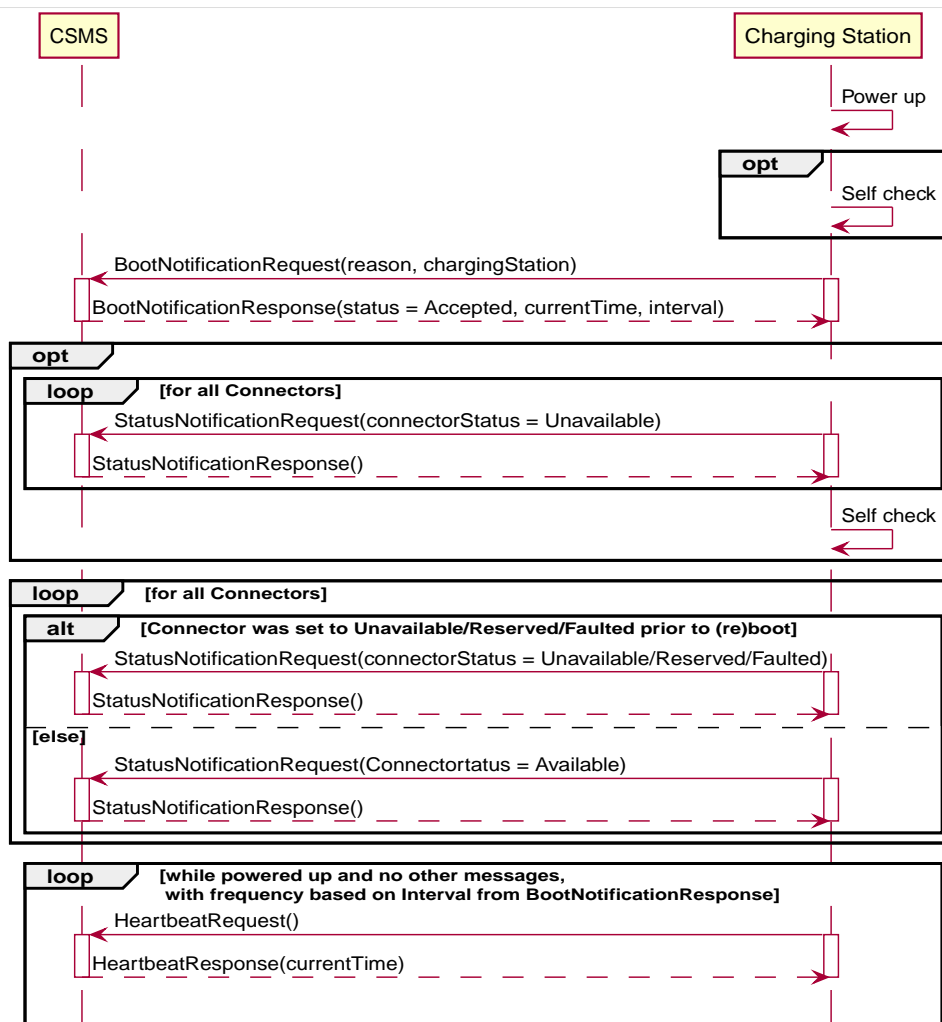 CSMS
Charging Station
Power up
opt
Self check
BootNotificationRequest(reason, chargingStation)
BootNotificationResponse(status = Accepted, currentTime, interval)
opt
loop
[for all Connectors]
StatusNotificationRequest(connectorStatus = Unavailable)
StatusNotificationResponse()
Self check
loop
[for all Connectors]
alt
[Connector was set to Unavailable/Reserved/Faulted prior to (re)boot]
StatusNotificationRequest(connectorStatus = Unavailable/Reserved/Faulted)
StatusNotificationResponse()
[else]
StatusNotificationRequest(Connectortatus = Available)
StatusNotificationResponse()
loop
[while powered up and no other messages,
with frequency based on Interval from BootNotificationResponse]
HeartbeatRequest()
HeartbeatResponse(currentTime)